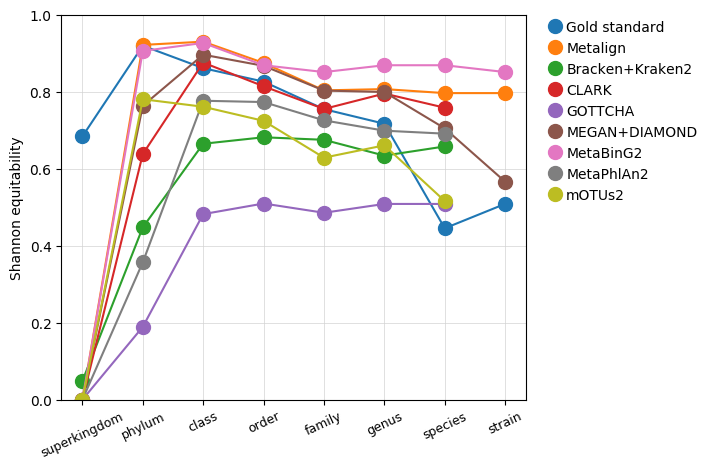 1.0
0.8
0.6
0.4
0.2
0.0
Shannon equitability
superkingdom
phylum
class
order
family
genus
species
strain
Gold standard
Metalign
Bracken+Kraken2
CLARK
GOTTCHA
MEGAN+DIAMOND
MetaBinG2
MetaPhlAn2
mOTUs2